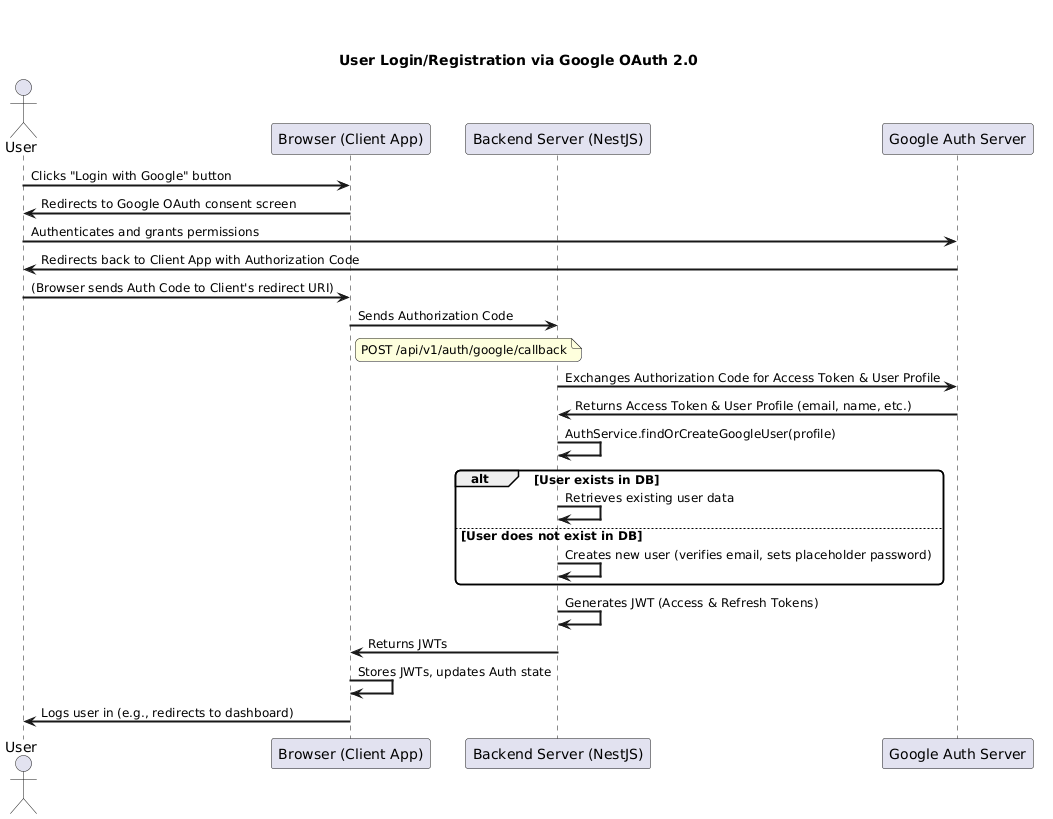 User Login/Registration via Google OAuth 2.0
User
Browser (Client App)
Backend Server (NestJS)
Google Auth Server
Clicks "Login with Google" button
Redirects to Google OAuth consent screen
Authenticates and grants permissions
Redirects back to Client App with Authorization Code
(Browser sends Auth Code to Client's redirect URI)
Sends Authorization Code
POST /api/v1/auth/google/callback
Exchanges Authorization Code for Access Token & User Profile
Returns Access Token & User Profile (email, name, etc.)
AuthService.findOrCreateGoogleUser(profile)
alt
[User exists in DB]
Retrieves existing user data
[User does not exist in DB]
Creates new user (verifies email, sets placeholder password)
Generates JWT (Access & Refresh Tokens)
Returns JWTs
Stores JWTs, updates Auth state
Logs user in (e.g., redirects to dashboard)
User
Browser (Client App)
Backend Server (NestJS)
Google Auth Server